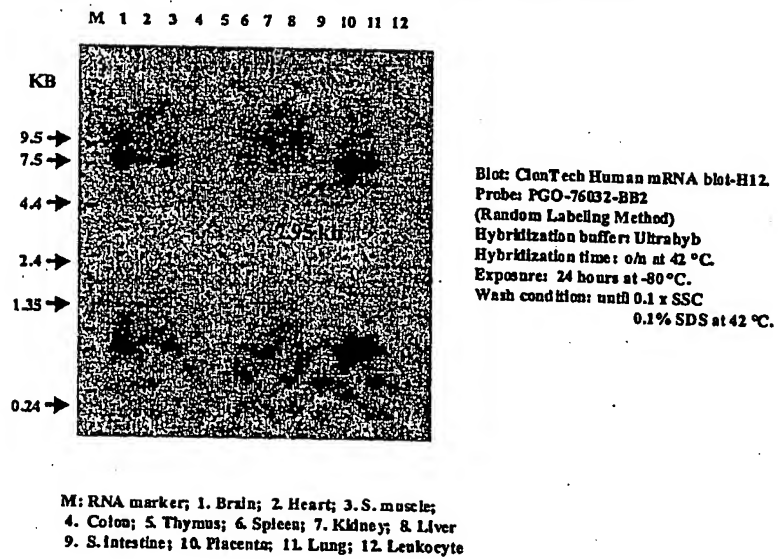 M 1 2 3 4 5 6 7 8 9 10 11 12
KB
9.5
7.5
4.4
2.4
1.35
0.24
Blot: ClonTech Human mRNA blot-H12.
Probe: PGO-76032-BB2
(Random Labeling Method)
Hybridization buffer: Ultrahyb
Hybridization time: o/n at 42 °C.
Exposure: 24 hours at -80°C.
Wash condition: until 0.1 x SSC
0.1% SDS at 42 °C.
M: RNA marker; 1. Brain; 2. Heart; 3. S. muscle;
4. Colon; 5. Thymus; 6. Spleen; 7. Kidney; 8. Liver
9. S. Intestine; 10. Placenta; 11. Lung; 12. Leukocyte